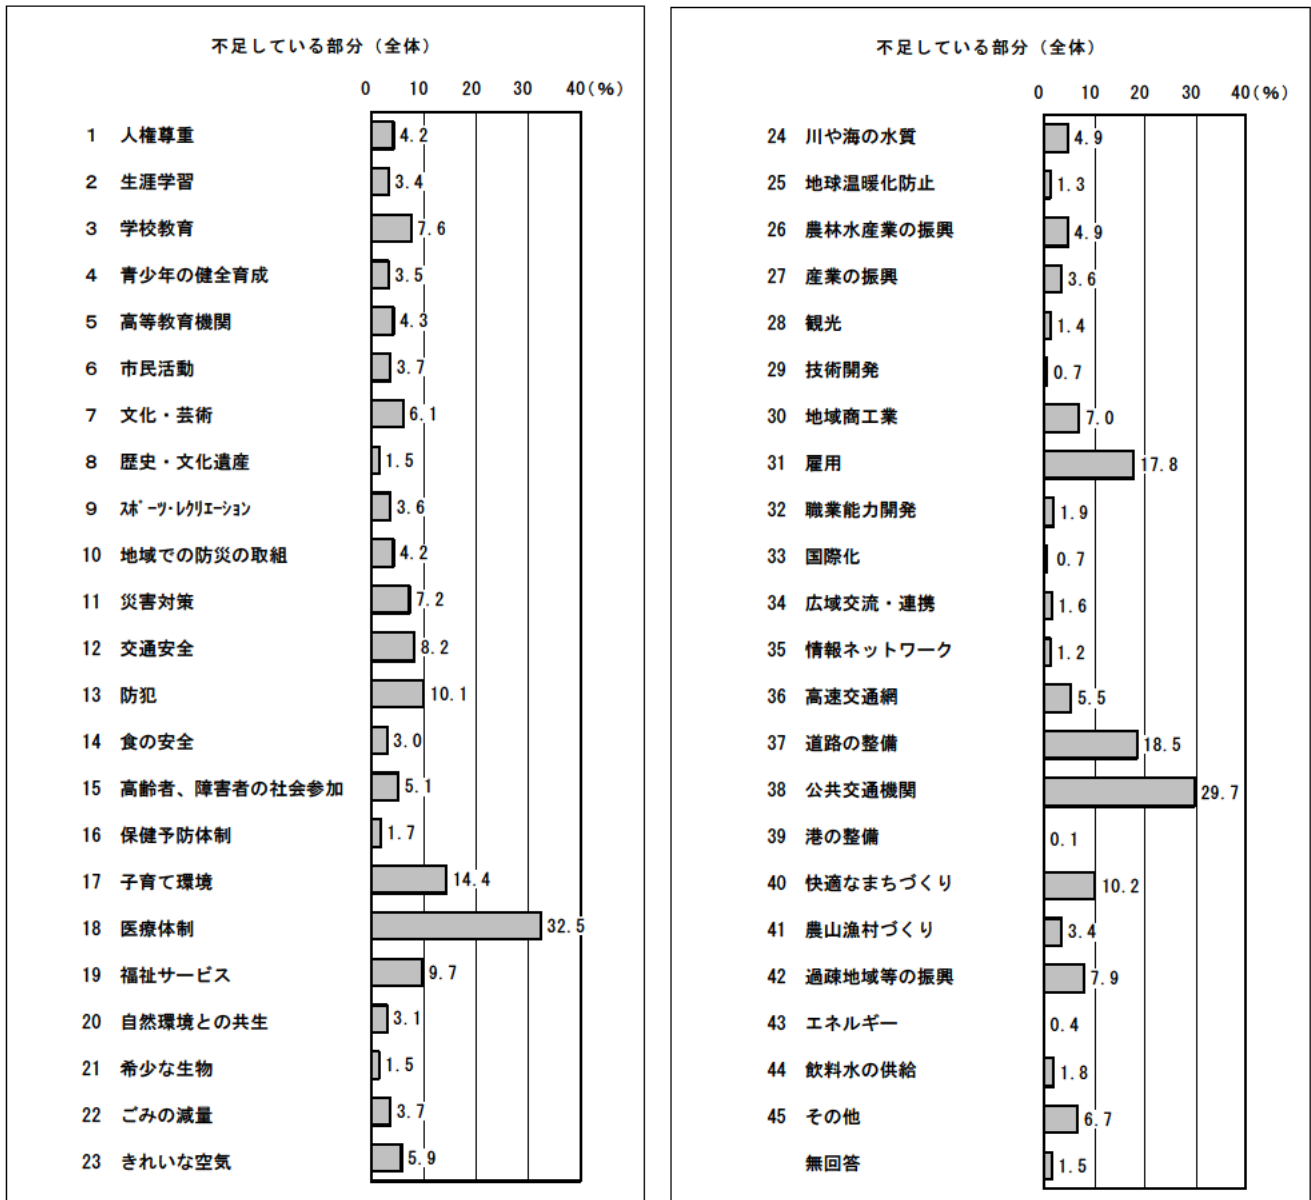 不足している部分（全体）
0 10 20 30 40(%)
1 人権尊重 4.2
2 生涯学習 3.4
3 学校教育 7.6
4 青少年の健全育成 3.5
5 高等教育機関 4.3
6 市民活動 3.7
7 文化・芸術 6.1
8 歴史・文化遺産 1.5
9 ｽﾎﾟｰﾂ・ﾚｸﾘｴｰｼｮﾝ 3.6
10 地域での防災の取組 4.2
11 災害対策 7.2
12 交通安全 8.2
13 防犯 10.1
14 食の安全 3.0
15 高齢者、障害者の社会参加 5.1
16 保健予防体制 1.7
17 子育て環境 14.4
18 医療体制 32.5
19 福祉サービス 9.7
20 自然環境との共生 3.1
21 希少な生物 1.5
22 ごみの減量 3.7
23 きれいな空気 5.9
不足している部分（全体）
0 10 20 30 40(%)
24 川や海の水質 4.9
25 地球温暖化防止 1.3
26 農林水産業の振興 4.9
27 産業の振興 3.6
28 観光 1.4
29 技術開発 0.7
30 地域商工業 7.0
31 雇用 17.8
32 職業能力開発 1.9
33 国際化 0.7
34 広域交流・連携 1.6
35 情報ネットワーク 1.2
36 高速交通網 5.5
37 道路の整備 18.5
38 公共交通機関 29.7
39 港の整備 0.1
40 快適なまちづくり 10.2
41 農山漁村づくり 3.4
42 過疎地域等の振興 7.9
43 エネルギー 0.4
44 飲料水の供給 1.8
45 その他 6.7
無回答 1.5